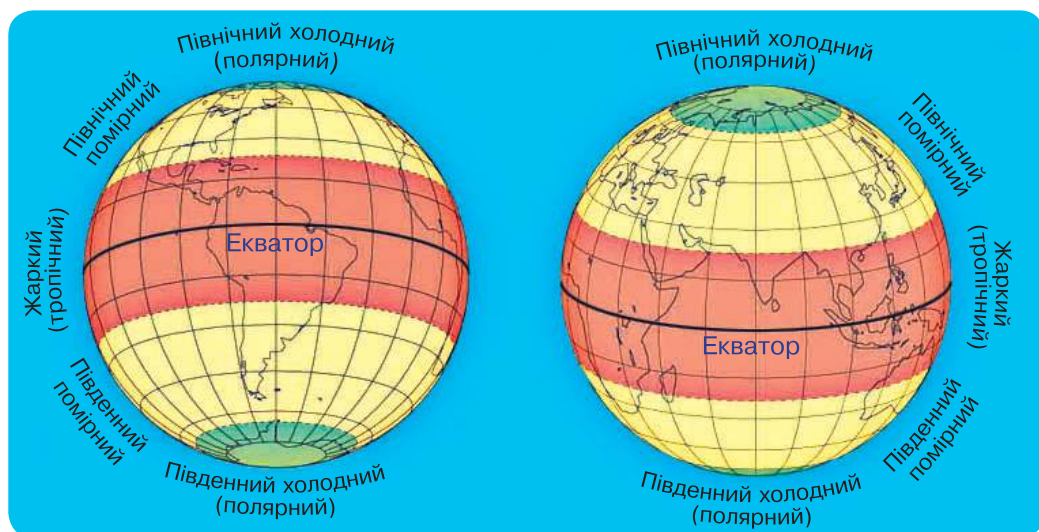 Північний холодний
(полярний)
Північний
помірний
Жаркий
(тропічний)
Екватор
Південний
помірний
Південний холодний
(полярний)
Північний холодний
(полярний)
Північний
помірний
Жаркий
(тропічний)
Екватор
Південний
помірний
Південний холодний
(полярний)